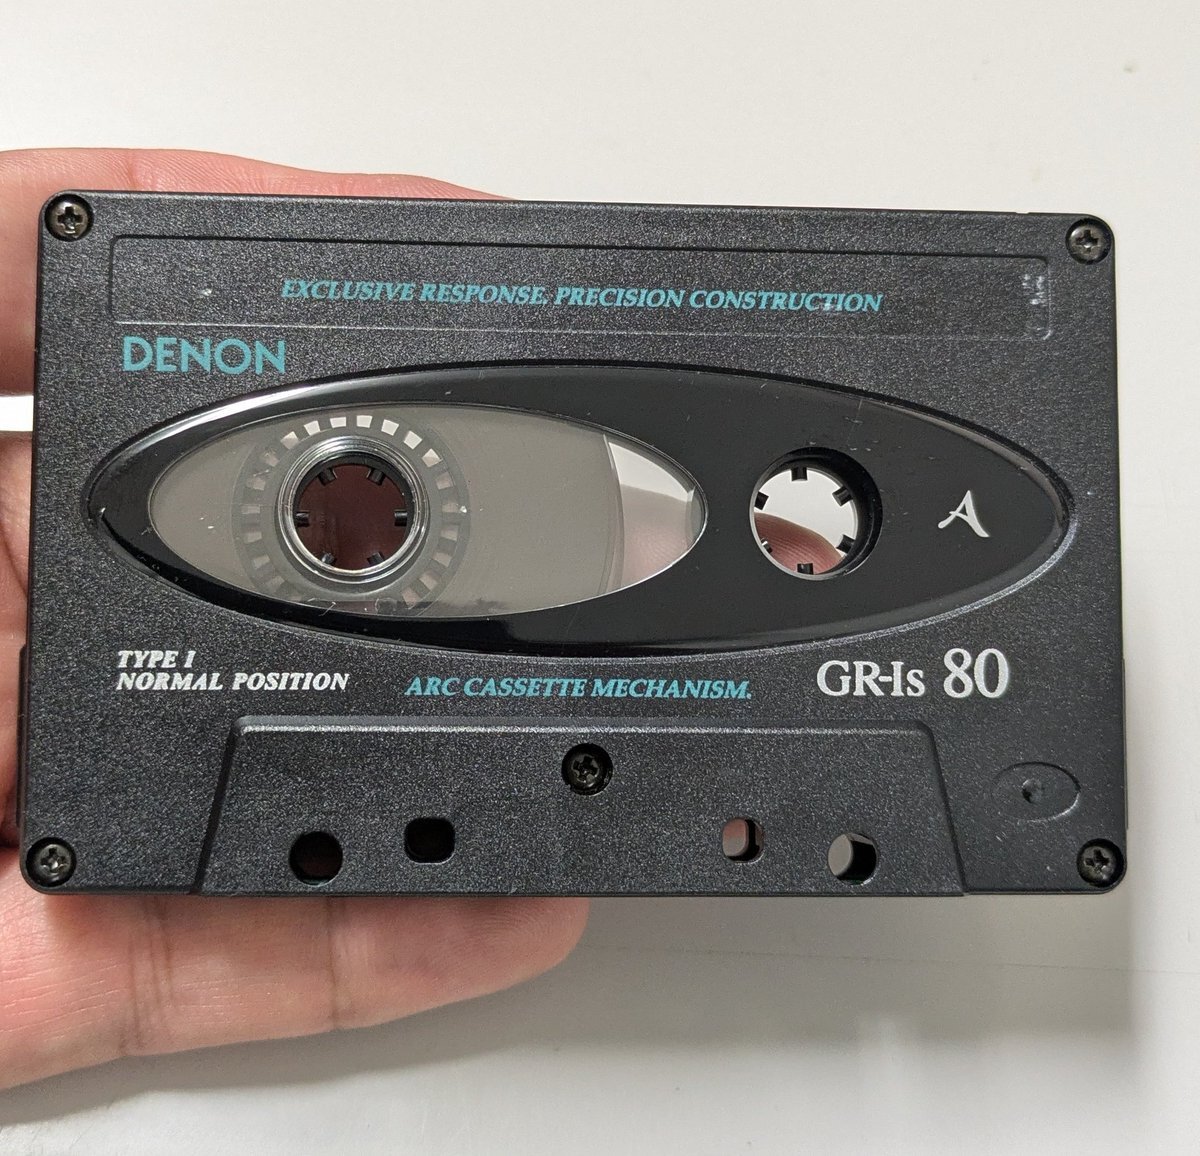 EXCLUSIVE RESPONSE. PRECISION CONSTRUCTION
DENON
A
TYPE I
NORMAL POSITION
ARC CASSETTE MECHANISM.
GR-Is 80